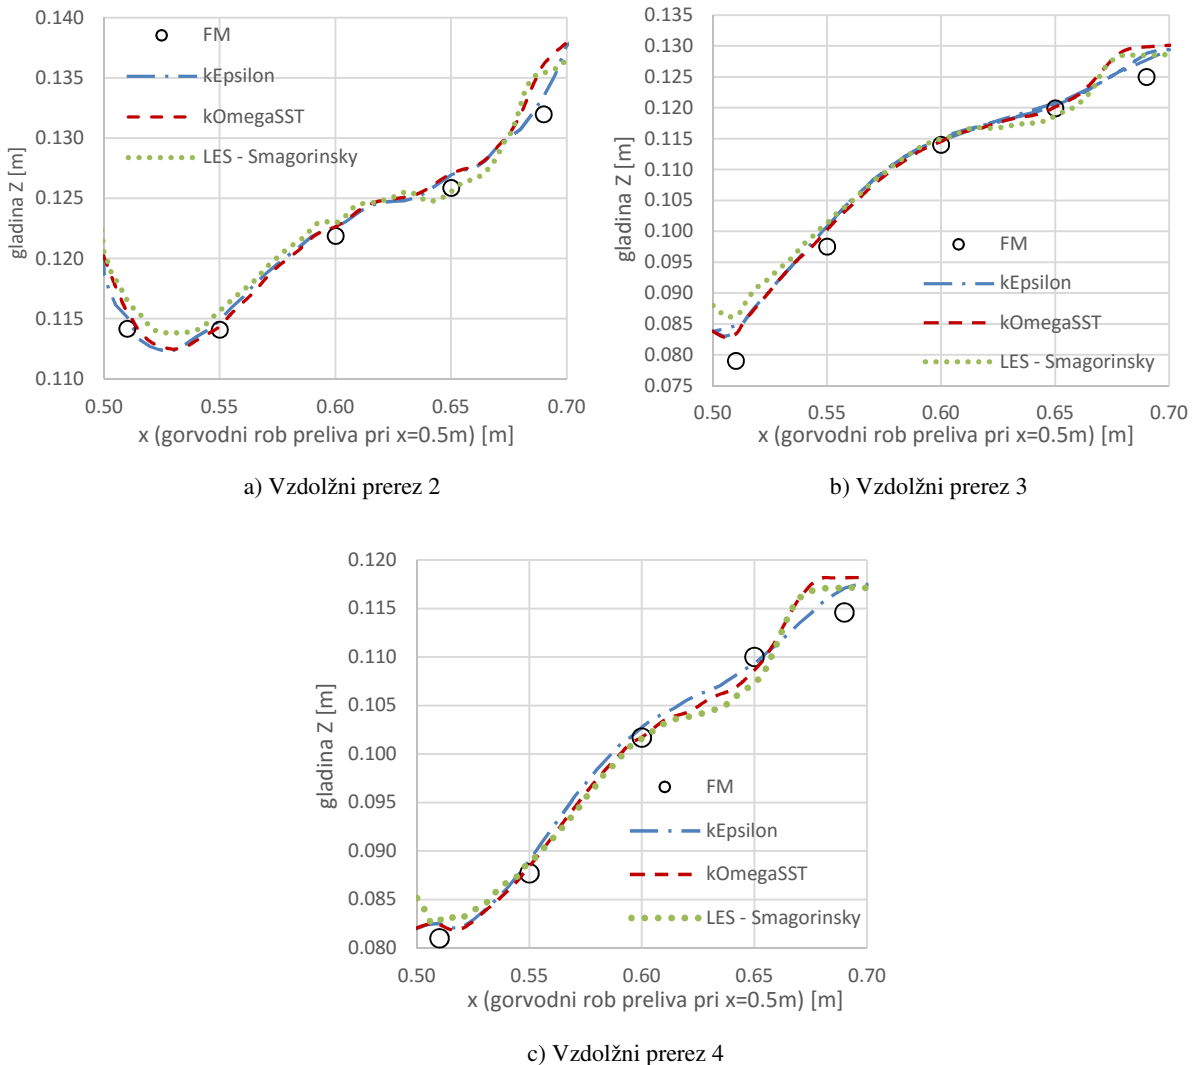 0.140
0.135
0.130
0.125
0.120
0.115
0.110
gladina Z [m]
FM
kEpsilon
kOmegaSST
LES - Smagorinsky
0.50
0.55
0.60
0.65
0.70
x (gorvodni rob preliva pri x=0.5m) [m]
a) Vzdolžni prerez 2
0.135
0.130
0.125
0.120
0.115
0.110
0.105
0.100
0.095
0.090
0.085
0.080
0.075
gladina Z [m]
FM
kEpsilon
kOmegaSST
LES - Smagorinsky
0.50
0.55
0.60
0.65
0.70
x (gorvodni rob preliva pri x=0.5m) [m]
b) Vzdolžni prerez 3
0.120
0.115
0.110
0.105
0.100
0.095
0.090
0.085
0.080
gladina Z [m]
FM
kEpsilon
kOmegaSST
LES - Smagorinsky
0.50
0.55
0.60
0.65
0.70
x (gorvodni rob preliva pri x=0.5m) [m]
c) Vzdolžni prerez 4